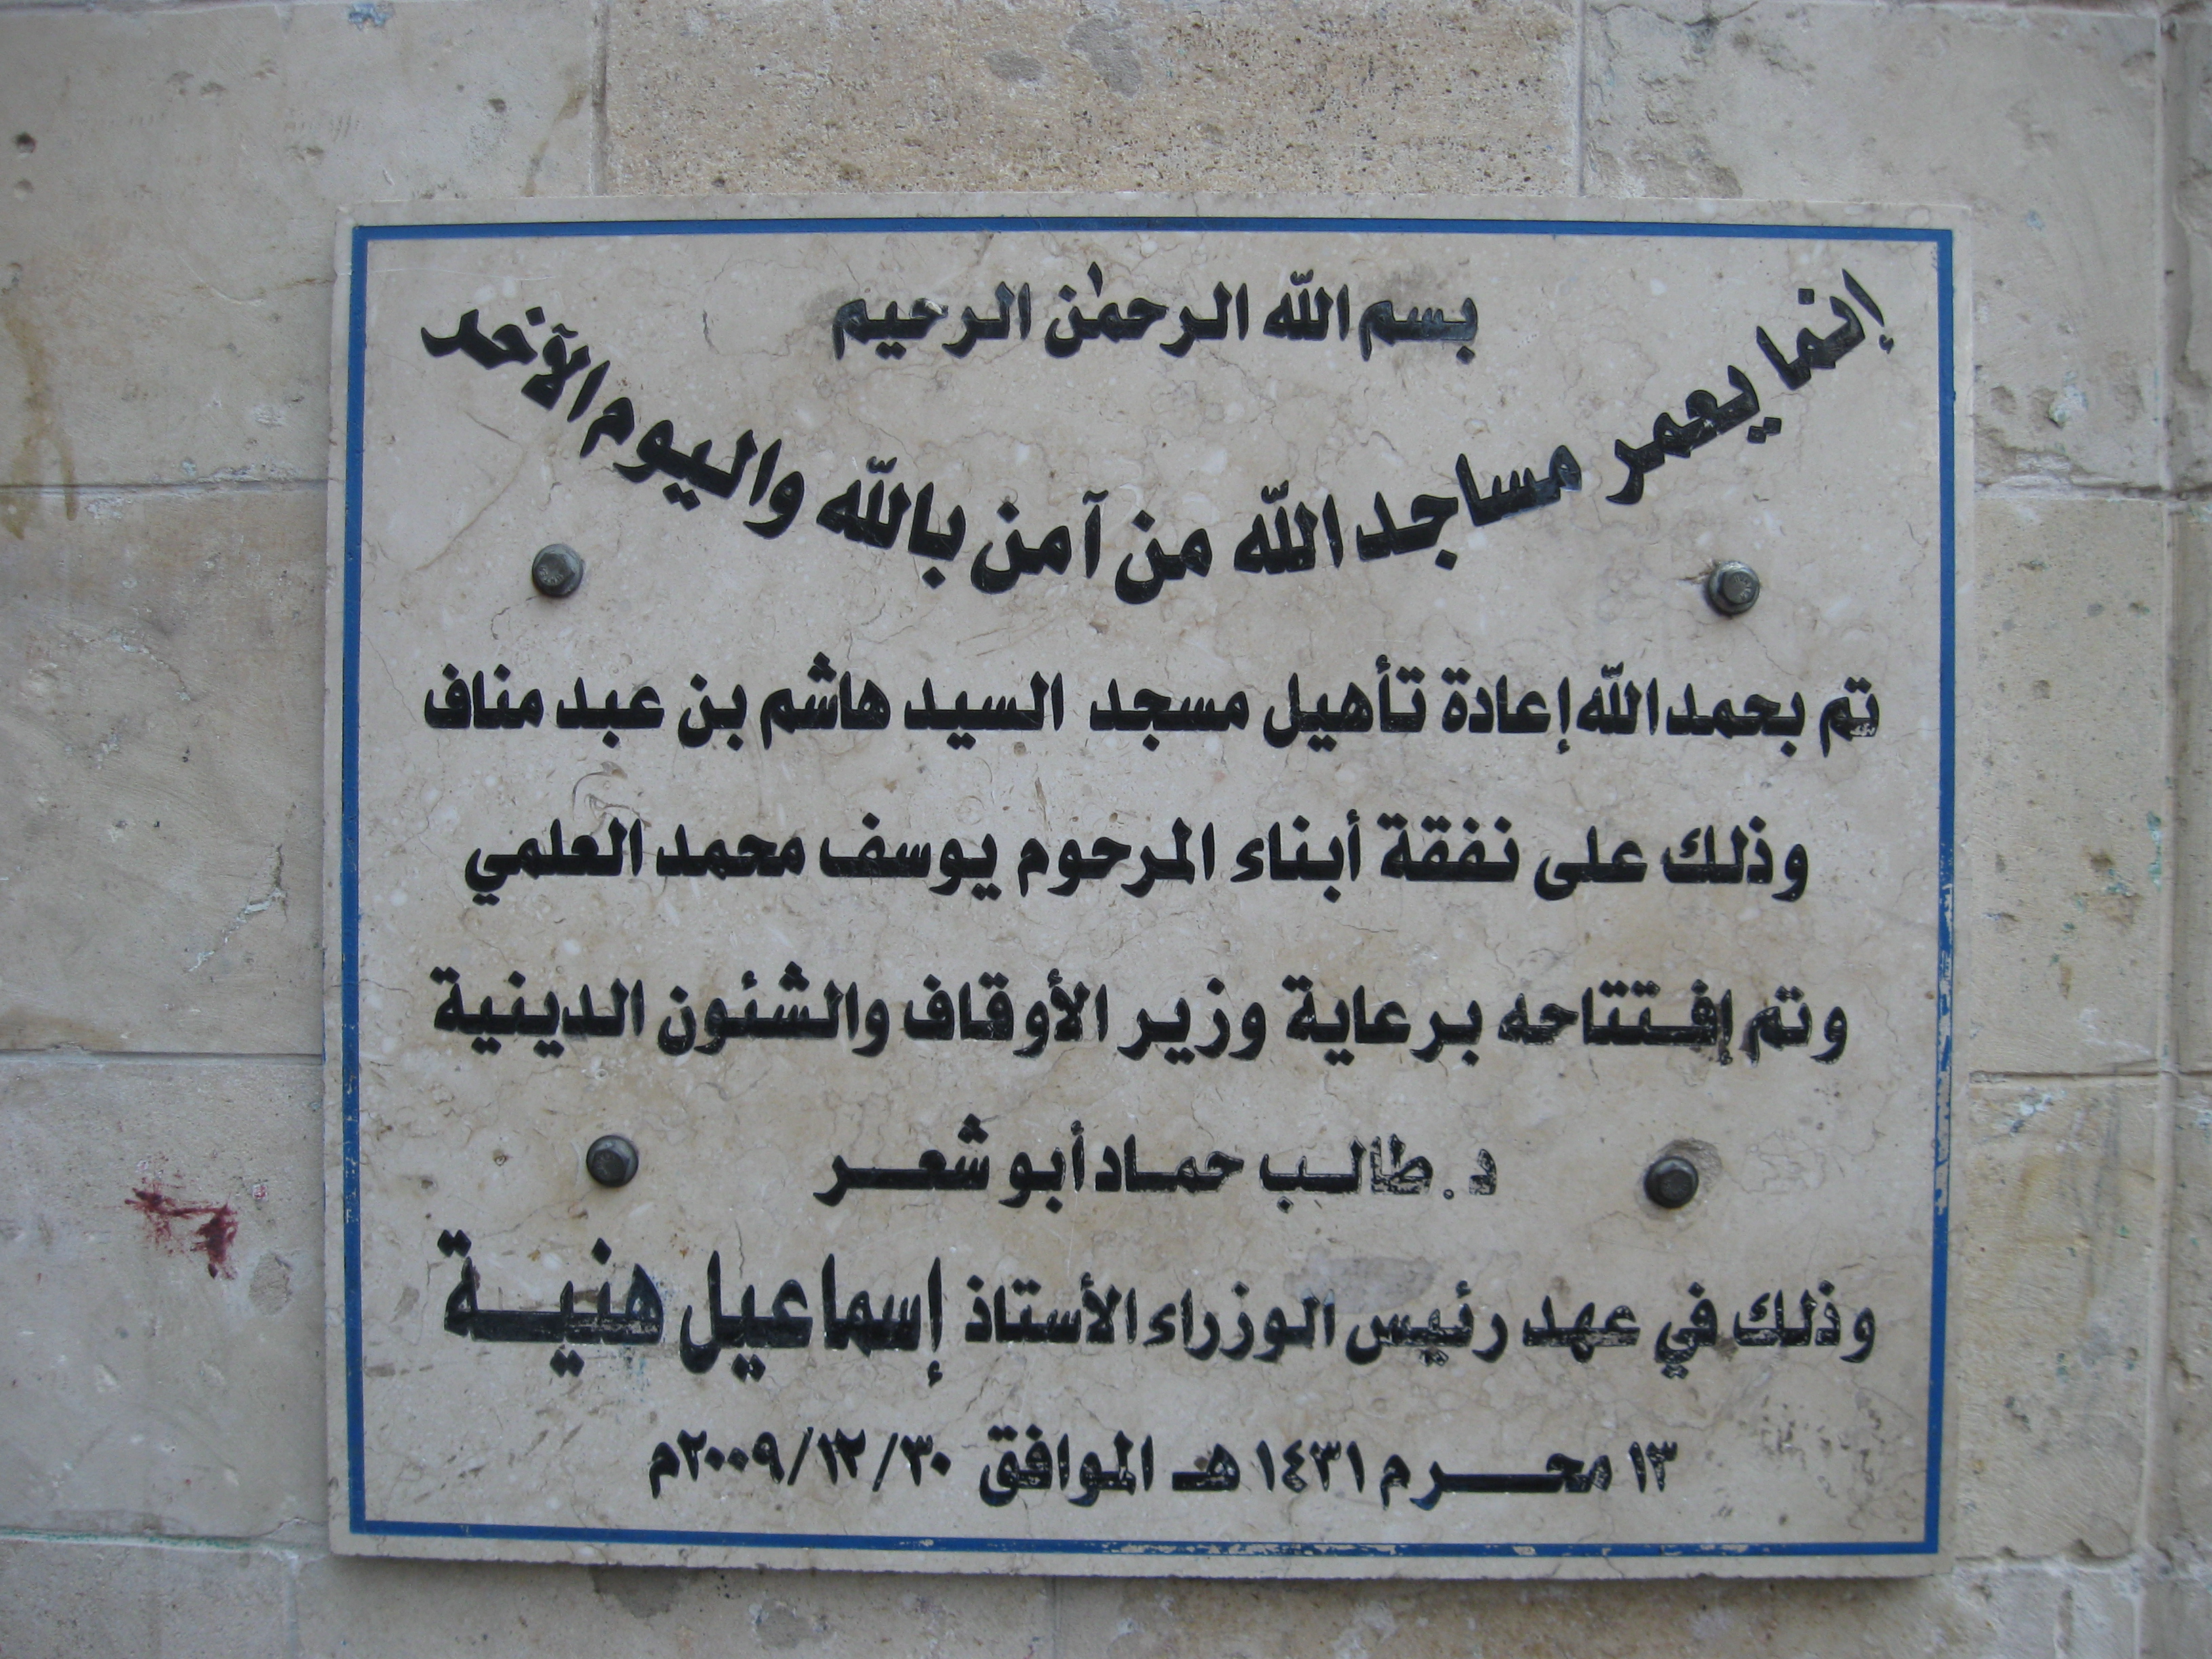 بسم الله الرحمٰن الرحيم
إنما يعمر مساجد الله من آمن بالله واليوم الآخر
تم بحمد الله إعادة تأهيل مسجد السيد هاشم بن عبد مناف
وذلك على نفقة أبناء المرحوم يوسف محمد العلمي
وتم إفتتاحه برعاية وزير الأوقاف والشئون الدينية
د. طالب حماد أبو شعر
وذلك في عهد رئيس الوزراء الأستاذ إسماعيل هنية
١٣ محرم ١٤٣١ هـ الموافق ٣٠/١٢/٢٠٠٩م